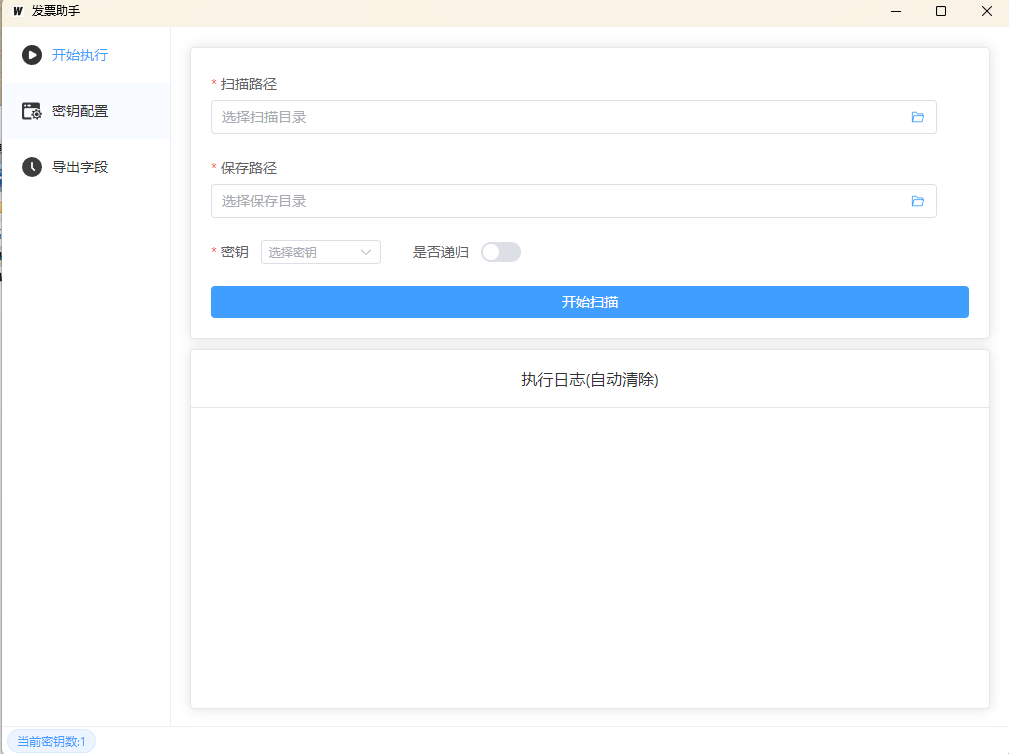 W 发票助手
开始执行
密钥配置
导出字段
* 扫描路径
选择扫描目录
* 保存路径
选择保存目录
* 密钥 选择密钥 是否递归
开始扫描
执行日志(自动清除)
当前密钥数:1